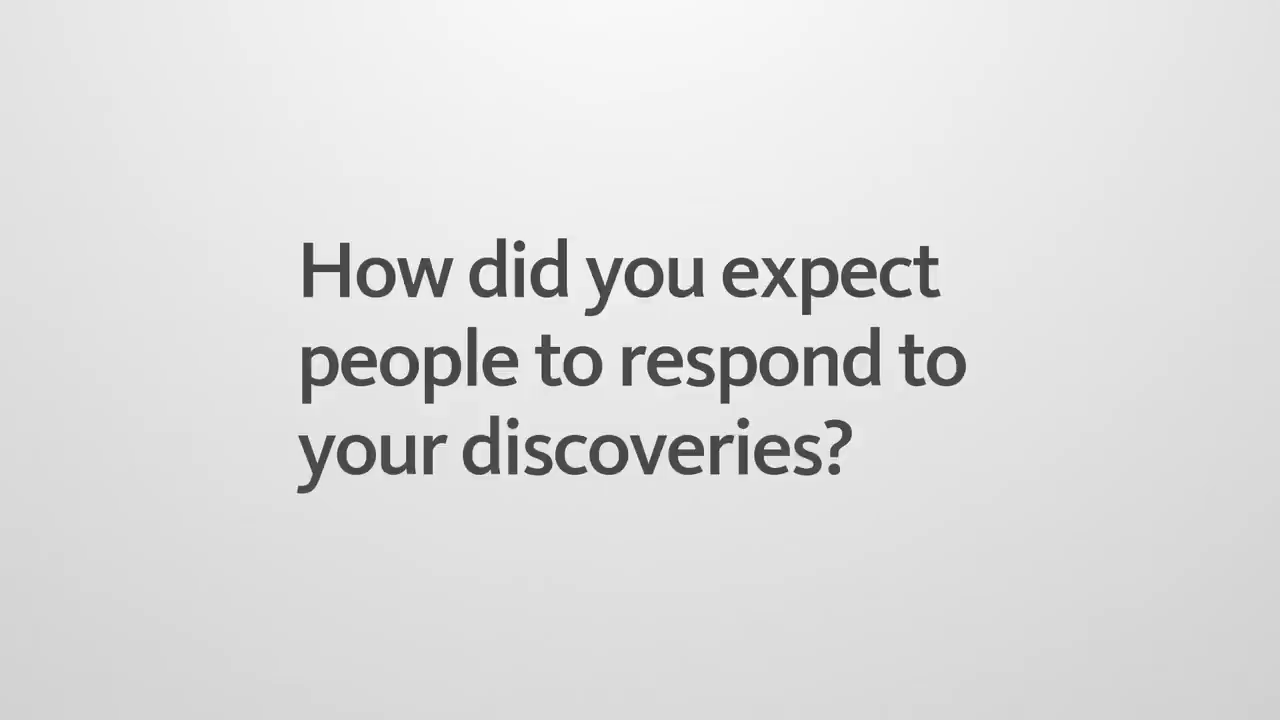 How did you expect
people to respond to
your discoveries?